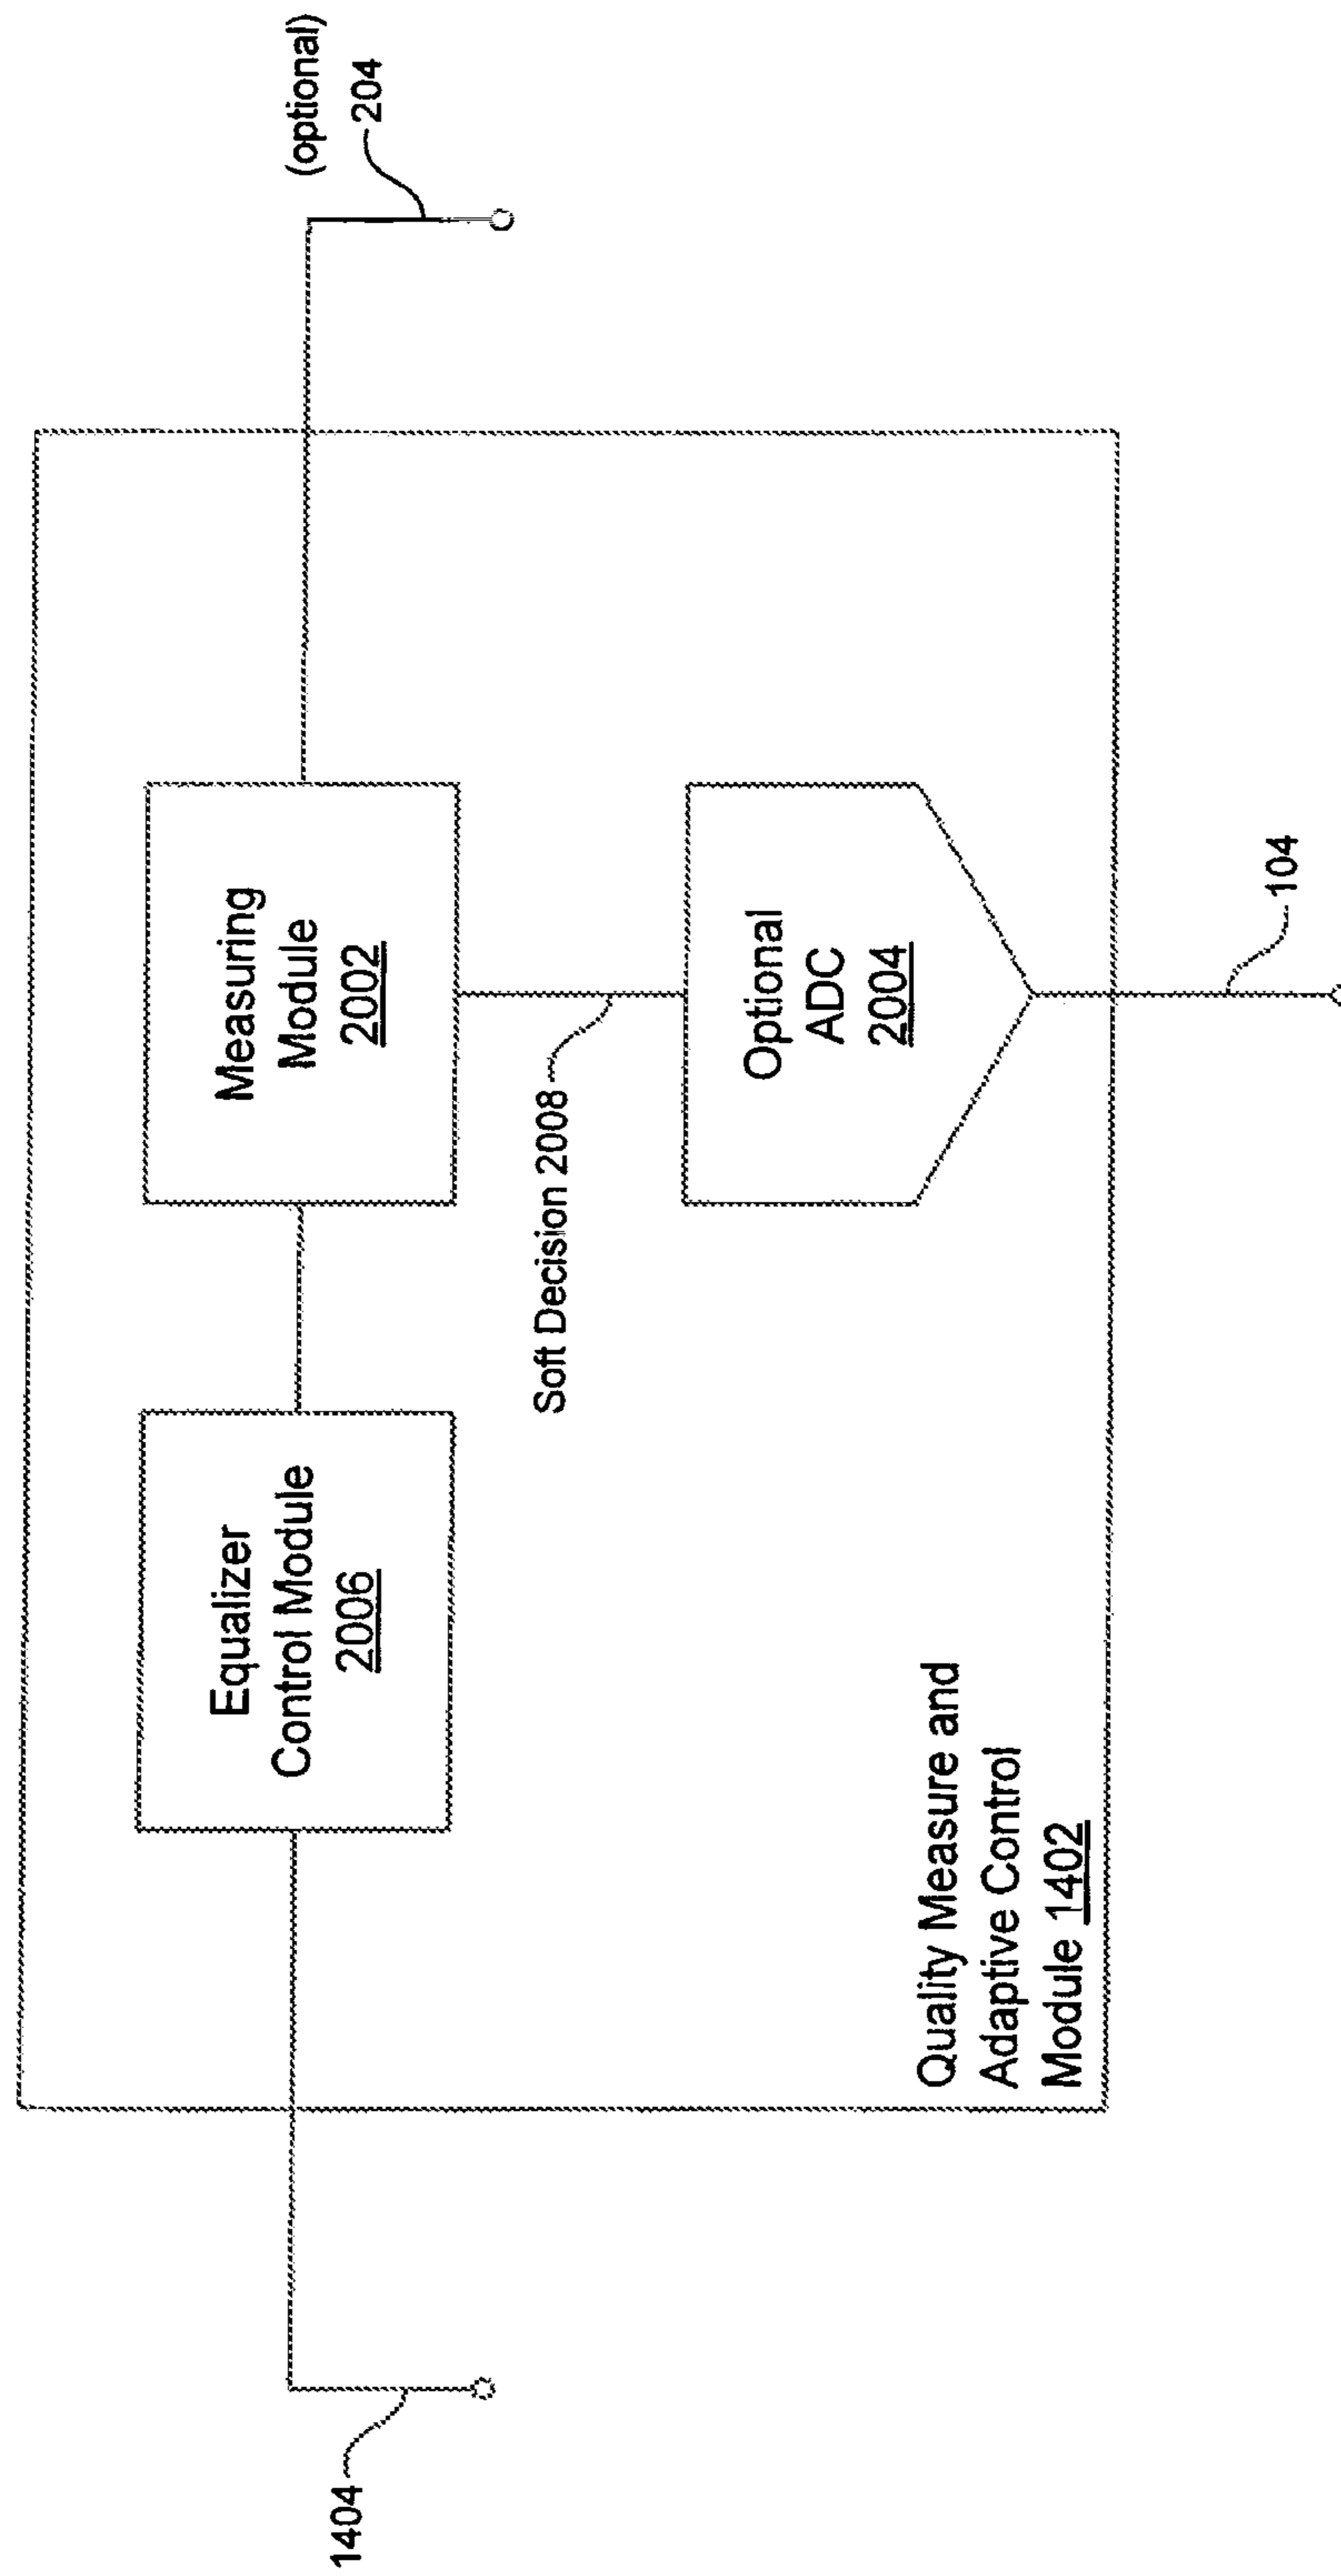 (optional)
204
1404
Equalizer
Control Module
2006
Measuring
Module
2002
Soft Decision 2008
Optional
ADC
2004
Quality Measure and
Adaptive Control
Module 1402
104